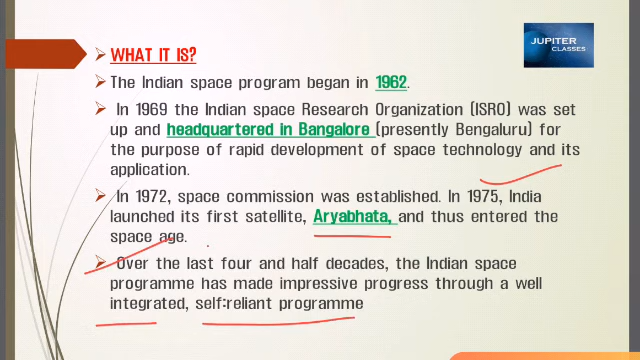 JUPITER
CLASSES
WHAT IT IS?
The Indian space program began in 1962.
In 1969 the Indian space Research Organization (ISRO) was set
up and headquartered in Bangalore (presently Bengaluru) for
the purpose of rapid development of space technology and its
application.
In 1972, space commission was established. In 1975, India
launched its first satellite, Aryabhata, and thus entered the
space age.
Over the last four and half decades, the Indian space
programme has made impressive progress through a well
integrated, self:reliant programme